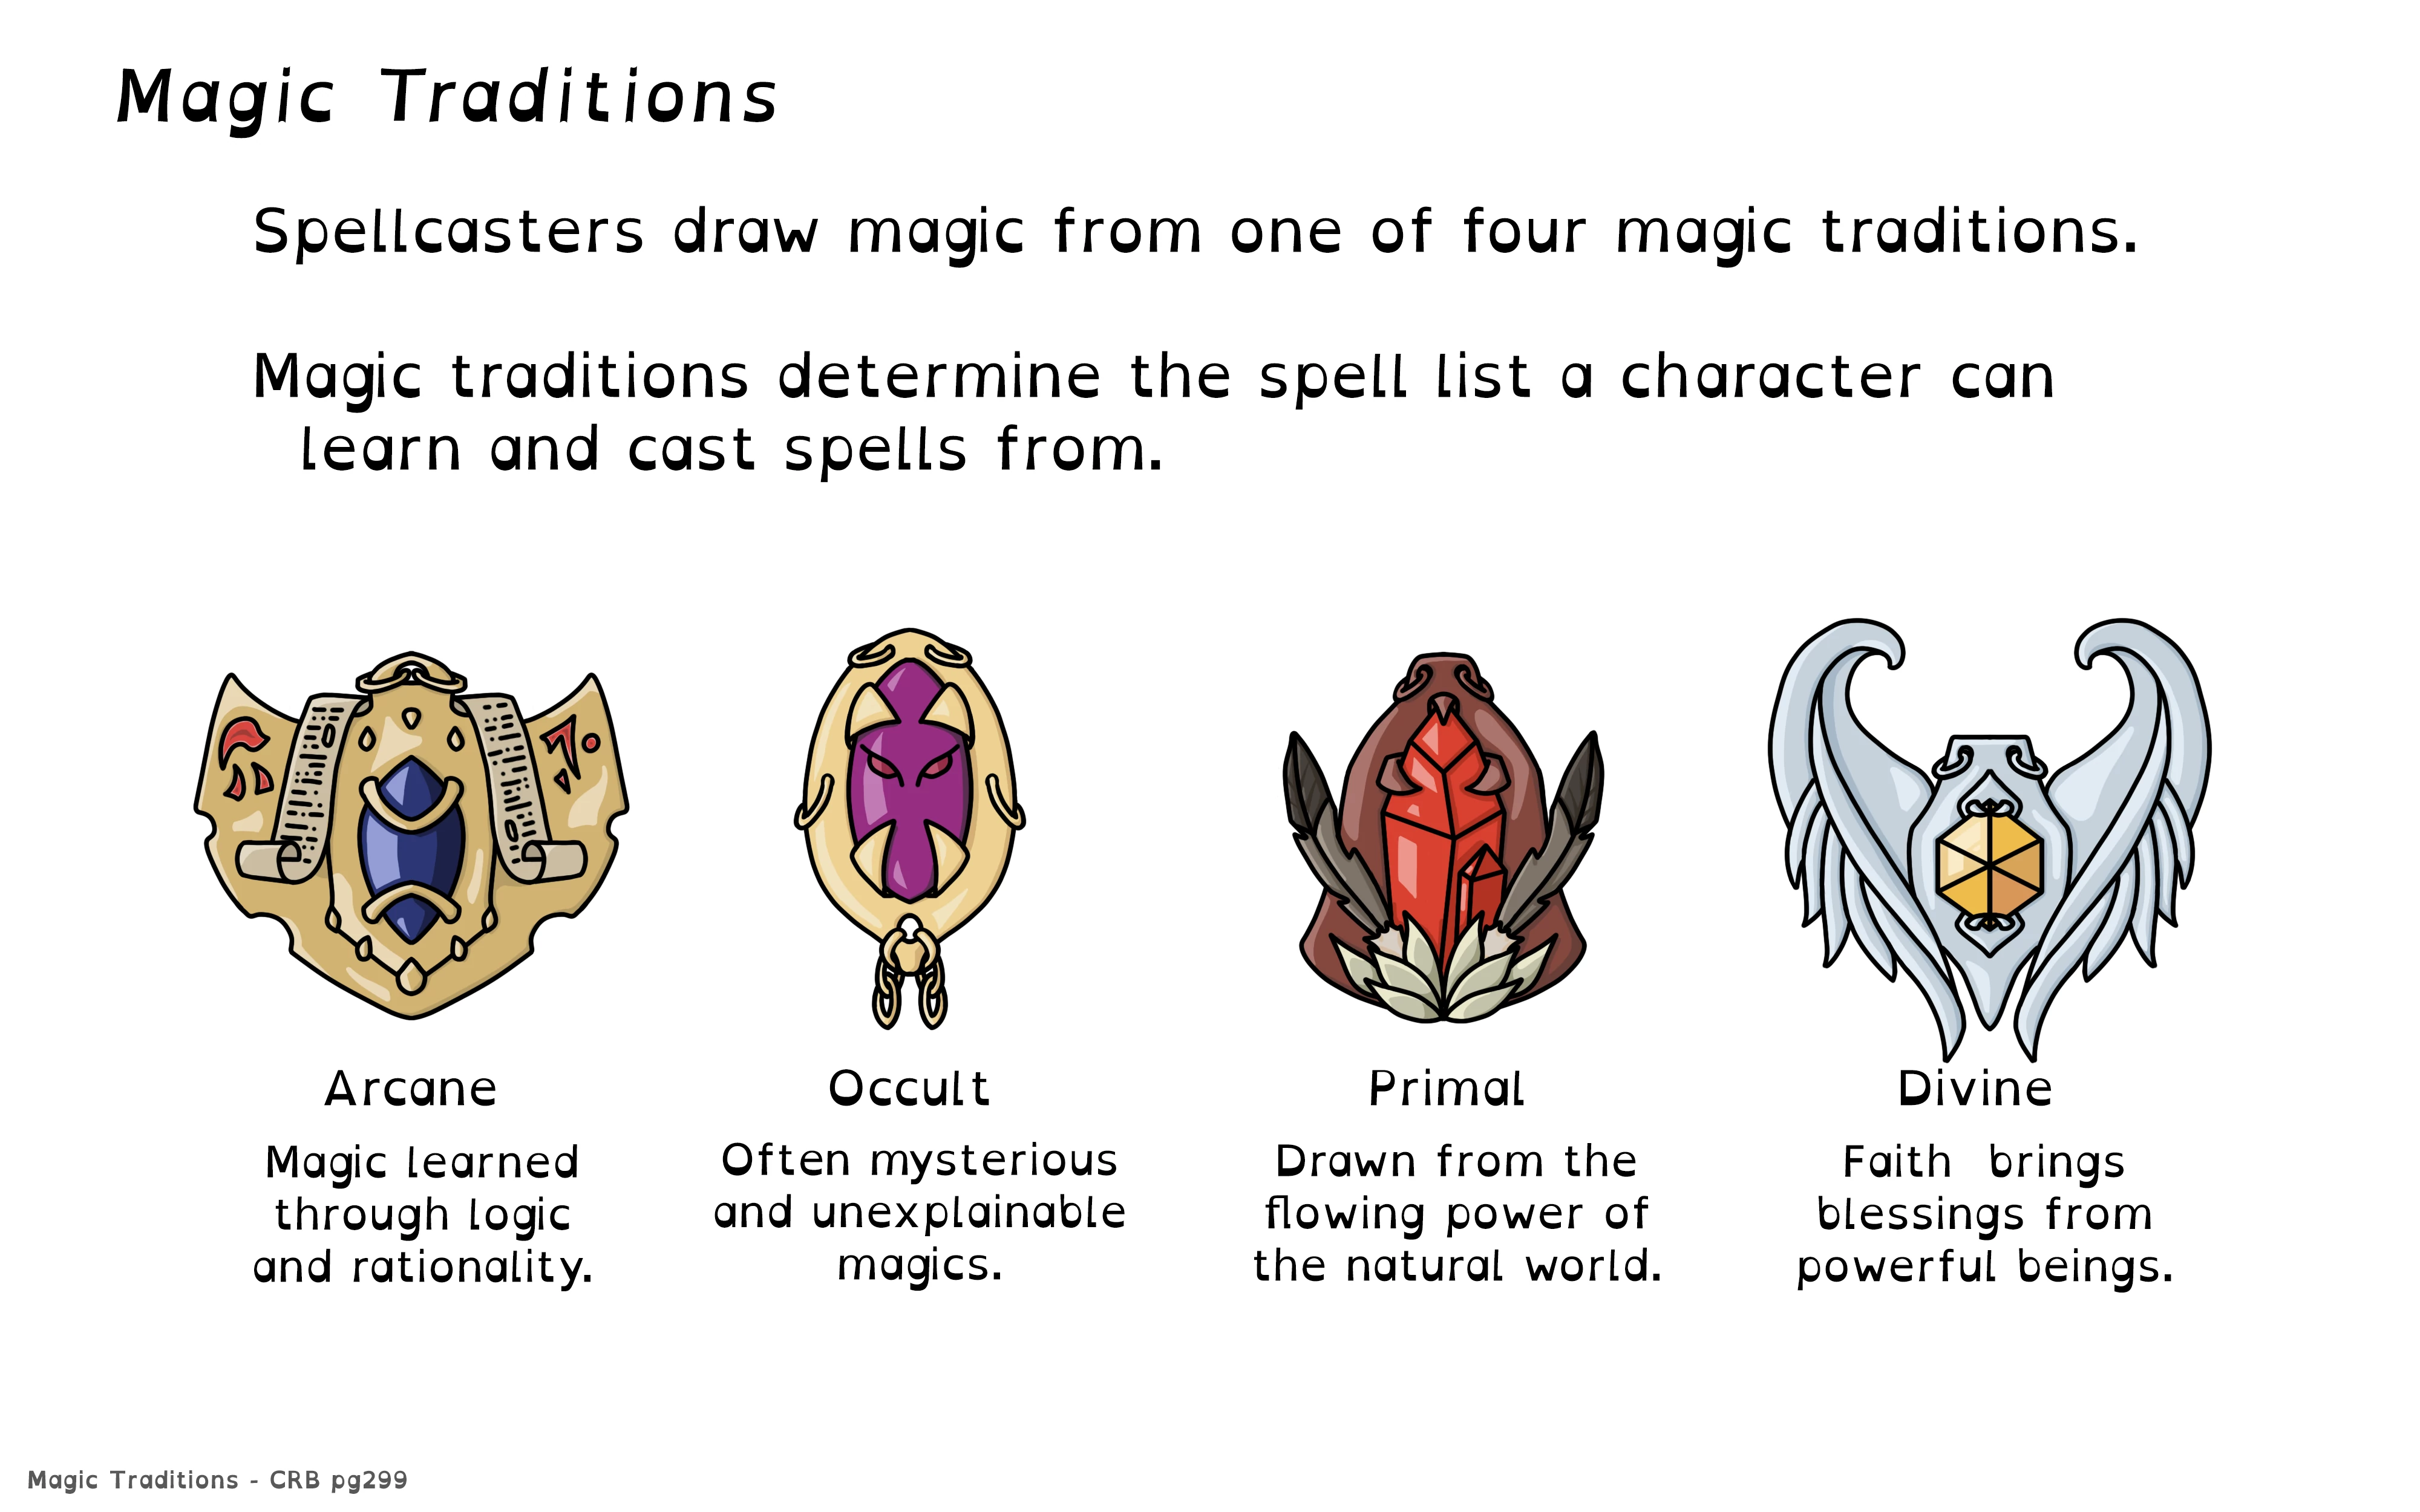 Magic Traditions
Spellcasters draw magic from one of four magic traditions.
Magic traditions determine the spell list a character can
learn and cast spells from.
Arcane
Magic learned
through logic
and rationality.
Occult
Often mysterious
and unexplainable
magics.
Primal
Drawn from the
flowing power of
the natural world.
Divine
Faith  brings
blessings from
powerful beings.
Magic Traditions - CRB pg299